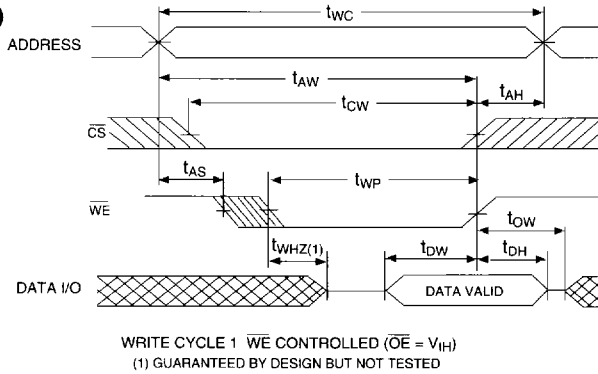 tWC
ADDRESS
tAW
tCW
tAH
CS
tAS
tWP
WE
tOW
tWHZ(1)
tDW
tDH
DATA I/O
DATA VALID
WRITE CYCLE 1 WE CONTROLLED (OE = VIH)
(1) GUARANTEED BY DESIGN BUT NOT TESTED